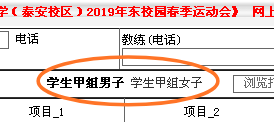 学（泰安校区）2019年东校园春季运动会》 网上
电话 教练(电话)
学生甲组男子 学生甲组女子 浏览
项目_1 项目_2